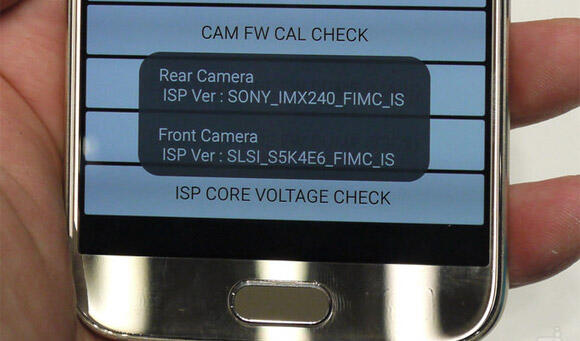 CAM FW CAL CHECK
Rear Camera
ISP Ver : SONY_IMX240_FIMC_IS
Front Camera
ISP Ver : SLSI_S5K4E6_FIMC_IS
ISP CORE VOLTAGE CHECK